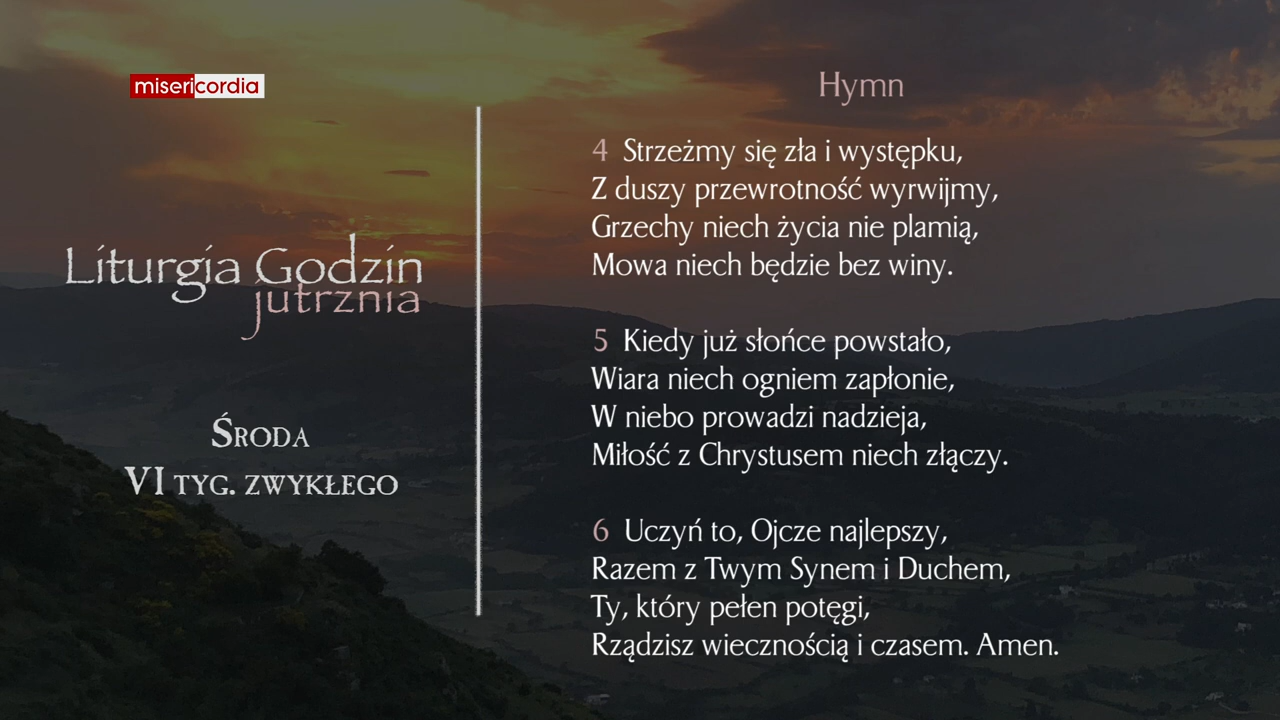 misericordia
Liturgia Godzin
jutrznia
Środa
VI tyg. zwykłego
Hymn
4 Strzeżmy się zła i występku,
Z duszy przewrotność wyrwijmy,
Grzechy niech życia nie plamią,
Mowa niech będzie bez winy.
5 Kiedy już słońce powstało,
Wiara niech ogniem zapłonie,
W niebo prowadzi nadzieja,
Miłość z Chrystusem niech złączy.
6 Uczyń to, Ojcze najlepszy,
Razem z Twym Synem i Duchem,
Ty, który pełen potęgi,
Rządzisz wiecznością i czasem. Amen.